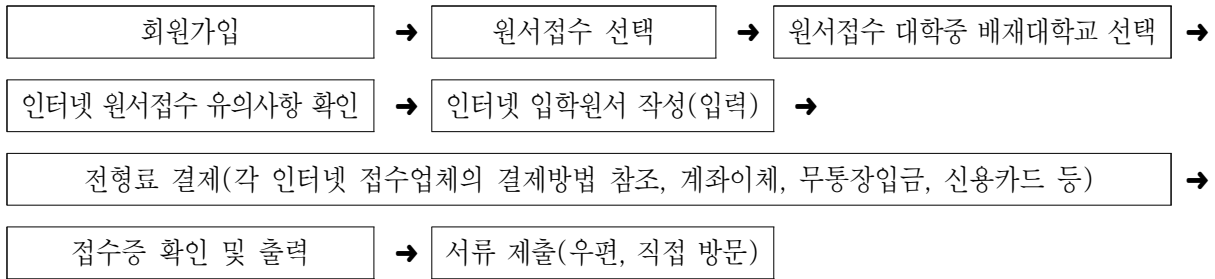 회원가입 ➜ 원서접수 선택 ➜ 원서접수 대학중 배재대학교 선택 ➜
인터넷 원서접수 유의사항 확인 ➜ 인터넷 입학원서 작성(입력) ➜
전형료 결제(각 인터넷 접수업체의 결제방법 참조, 계좌이체, 무통장입금, 신용카드 등) ➜
접수증 확인 및 출력 ➜ 서류 제출(우편, 직접 방문)